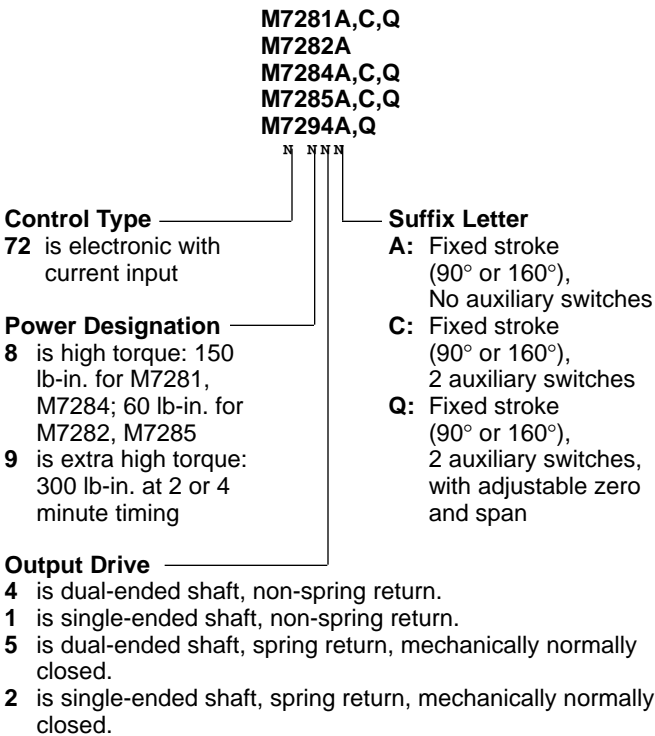 M7281A,C,Q
M7282A
M7284A,C,Q
M7285A,C,Q
M7294A,Q
N N N N
Control Type
72 is electronic with
current input
Power Designation
8 is high torque: 150
lb-in. for M7281,
M7284; 60 lb-in. for
M7282, M7285
9 is extra high torque:
300 lb-in. at 2 or 4
minute timing
Suffix Letter
A: Fixed stroke
(90° or 160°),
No auxiliary switches
C: Fixed stroke
(90° or 160°),
2 auxiliary switches
Q: Fixed stroke
(90° or 160°),
2 auxiliary switches,
with adjustable zero
and span
Output Drive
4 is dual-ended shaft, non-spring return.
1 is single-ended shaft, non-spring return.
5 is dual-ended shaft, spring return, mechanically normally
closed.
2 is single-ended shaft, spring return, mechanically normally
closed.